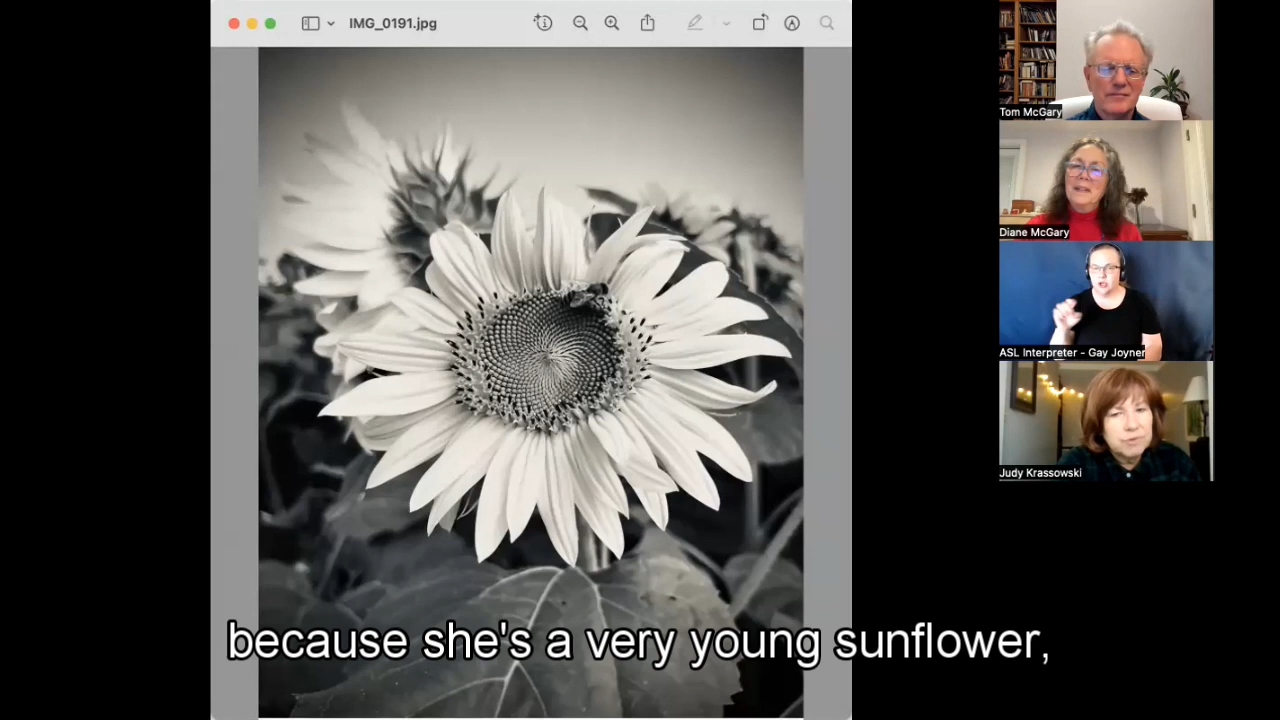 IMG_0191.jpg
Tom McGary
Diane McGary
ASL Interpreter - Gay Joyner
Judy Krassowski
because she's a very young sunflower,